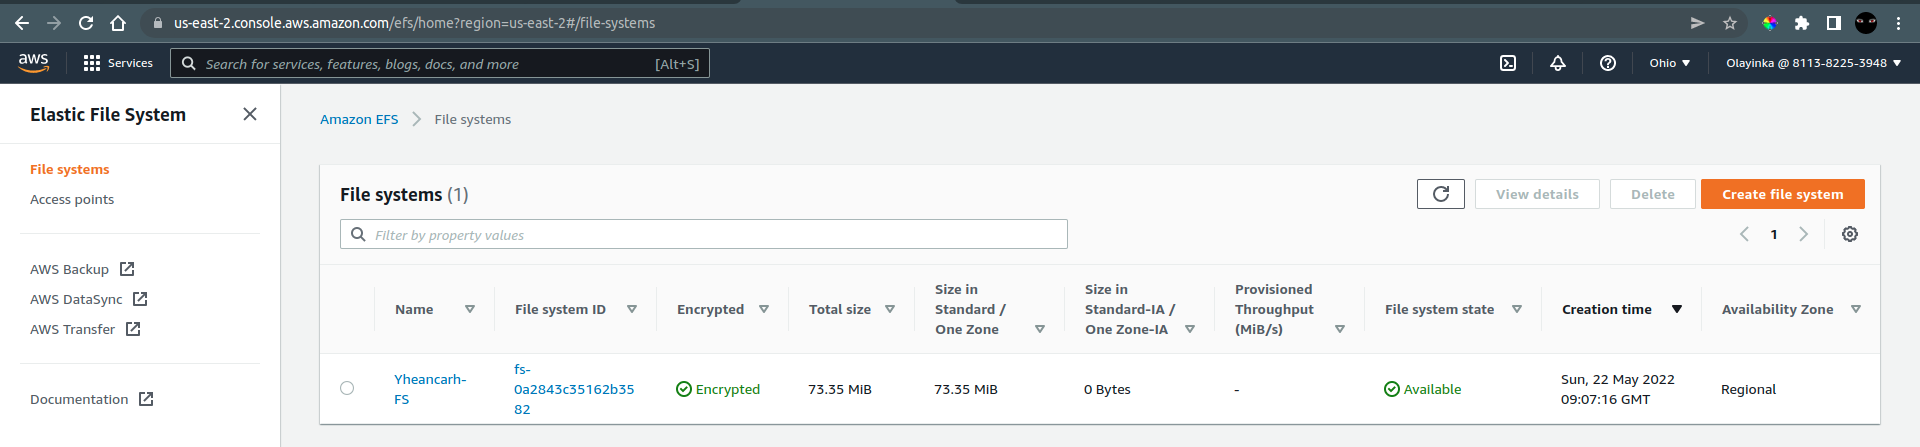 us-east-2.console.aws.amazon.com/efs/home?region=us-east-2#/file-systems
aws
Services
Search for services, features, blogs, docs, and more
[Alt+S]
Ohio
Olayinka @ 8113-8225-3948
Elastic File System
File systems
Access points
AWS Backup
AWS DataSync
AWS Transfer
Documentation
Amazon EFS
File systems
File systems (1)
View details
Delete
Create file system
Filter by property values
1
Name
File system ID
Encrypted
Total size
Size in
Standard /
One Zone
Size in
Standard-IA /
One Zone-IA
Provisioned
Throughput
(MiB/s)
File system state
Creation time
Availability Zone
Yheancarh-
FS
fs-
0a2843c35162b35
82
Encrypted
73.35 MiB
73.35 MiB
0 Bytes
-
Available
Sun, 22 May 2022
09:07:16 GMT
Regional